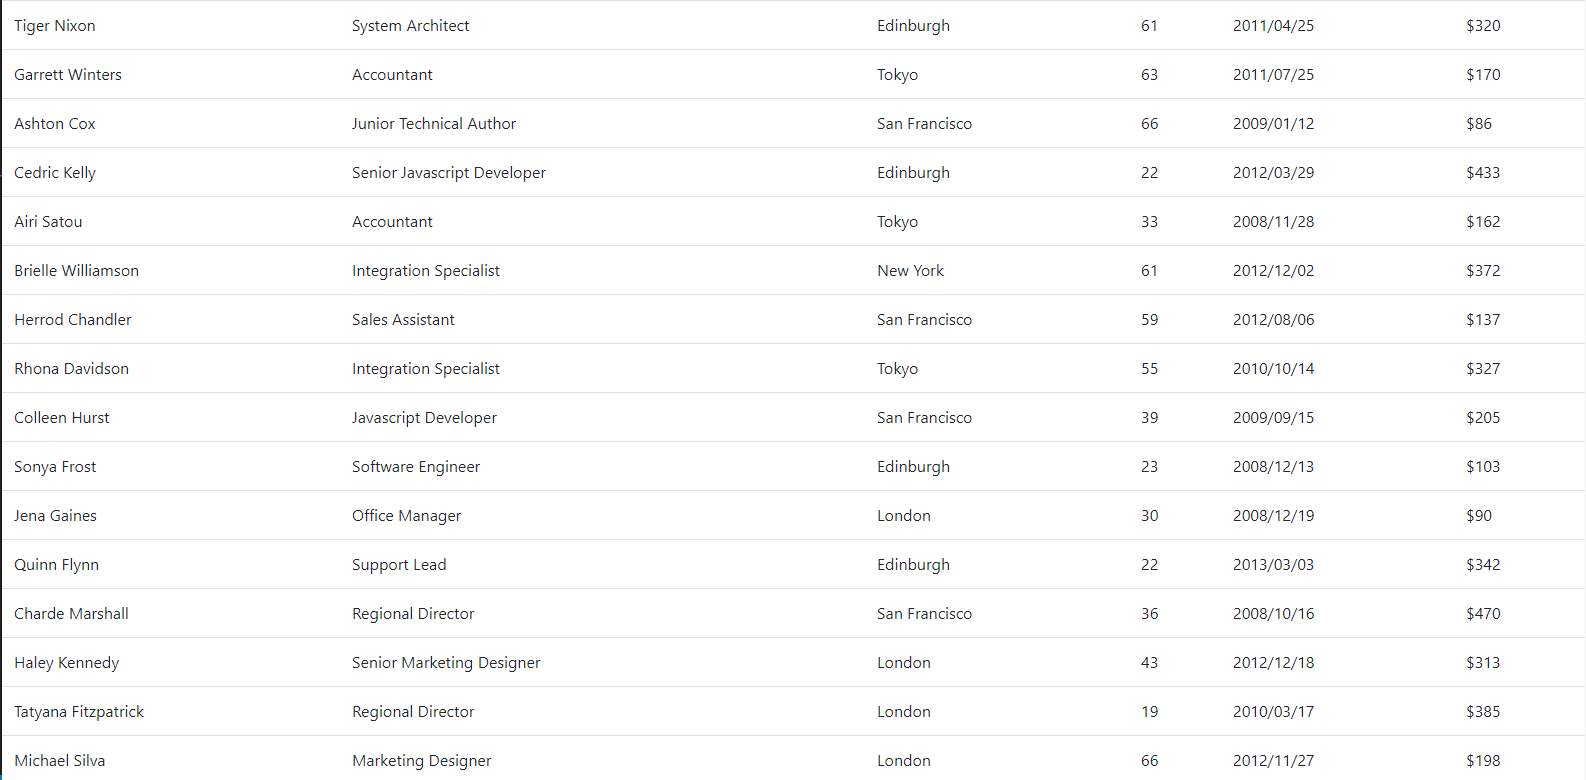 Tiger Nixon System Architect Edinburgh 61 2011/04/25 $320
Garrett Winters Accountant Tokyo 63 2011/07/25 $170
Ashton Cox Junior Technical Author San Francisco 66 2009/01/12 $86
Cedric Kelly Senior Javascript Developer Edinburgh 22 2012/03/29 $433
Airi Satou Accountant Tokyo 33 2008/11/28 $162
Brielle Williamson Integration Specialist New York 61 2012/12/02 $372
Herrod Chandler Sales Assistant San Francisco 59 2012/08/06 $137
Rhona Davidson Integration Specialist Tokyo 55 2010/10/14 $327
Colleen Hurst Javascript Developer San Francisco 39 2009/09/15 $205
Sonya Frost Software Engineer Edinburgh 23 2008/12/13 $103
Jena Gaines Office Manager London 30 2008/12/19 $90
Quinn Flynn Support Lead Edinburgh 22 2013/03/03 $342
Charde Marshall Regional Director San Francisco 36 2008/10/16 $470
Haley Kennedy Senior Marketing Designer London 43 2012/12/18 $313
Tatyana Fitzpatrick Regional Director London 19 2010/03/17 $385
Michael Silva Marketing Designer London 66 2012/11/27 $198